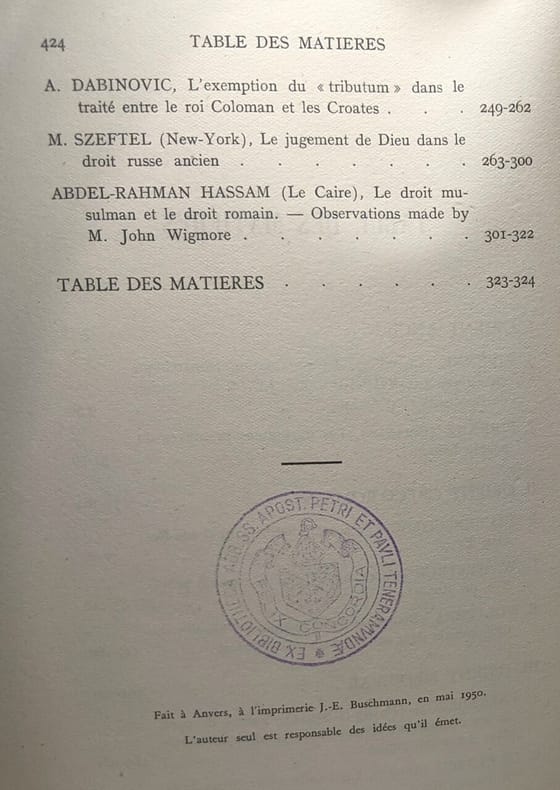 424 TABLE DES MATIERES
A. DABINOVIC, L'exemption du « tributum » dans le
traité entre le roi Coloman et les Croates . . . 249-262
M. SZEFTEL (New-York), Le jugement de Dieu dans le
droit russe ancien . . . . . . . 263-300
ABDEL-RAHMAN HASSAM (Le Caire), Le droit mu-
sulman et le droit romain. — Observations made by
M. John Wigmore . . . . . . . 301-322
TABLE DES MATIERES . . . . . . 323-324
EX BIBLIOTHECA ABB. SS. APOST. PETRI ET PAVLI TENERAMVNDÆ
CONCORDIA
Fait à Anvers, à l'imprimerie J.-E. Buschmann, en mai 1950.
L'auteur seul est responsable des idées qu'il émet.